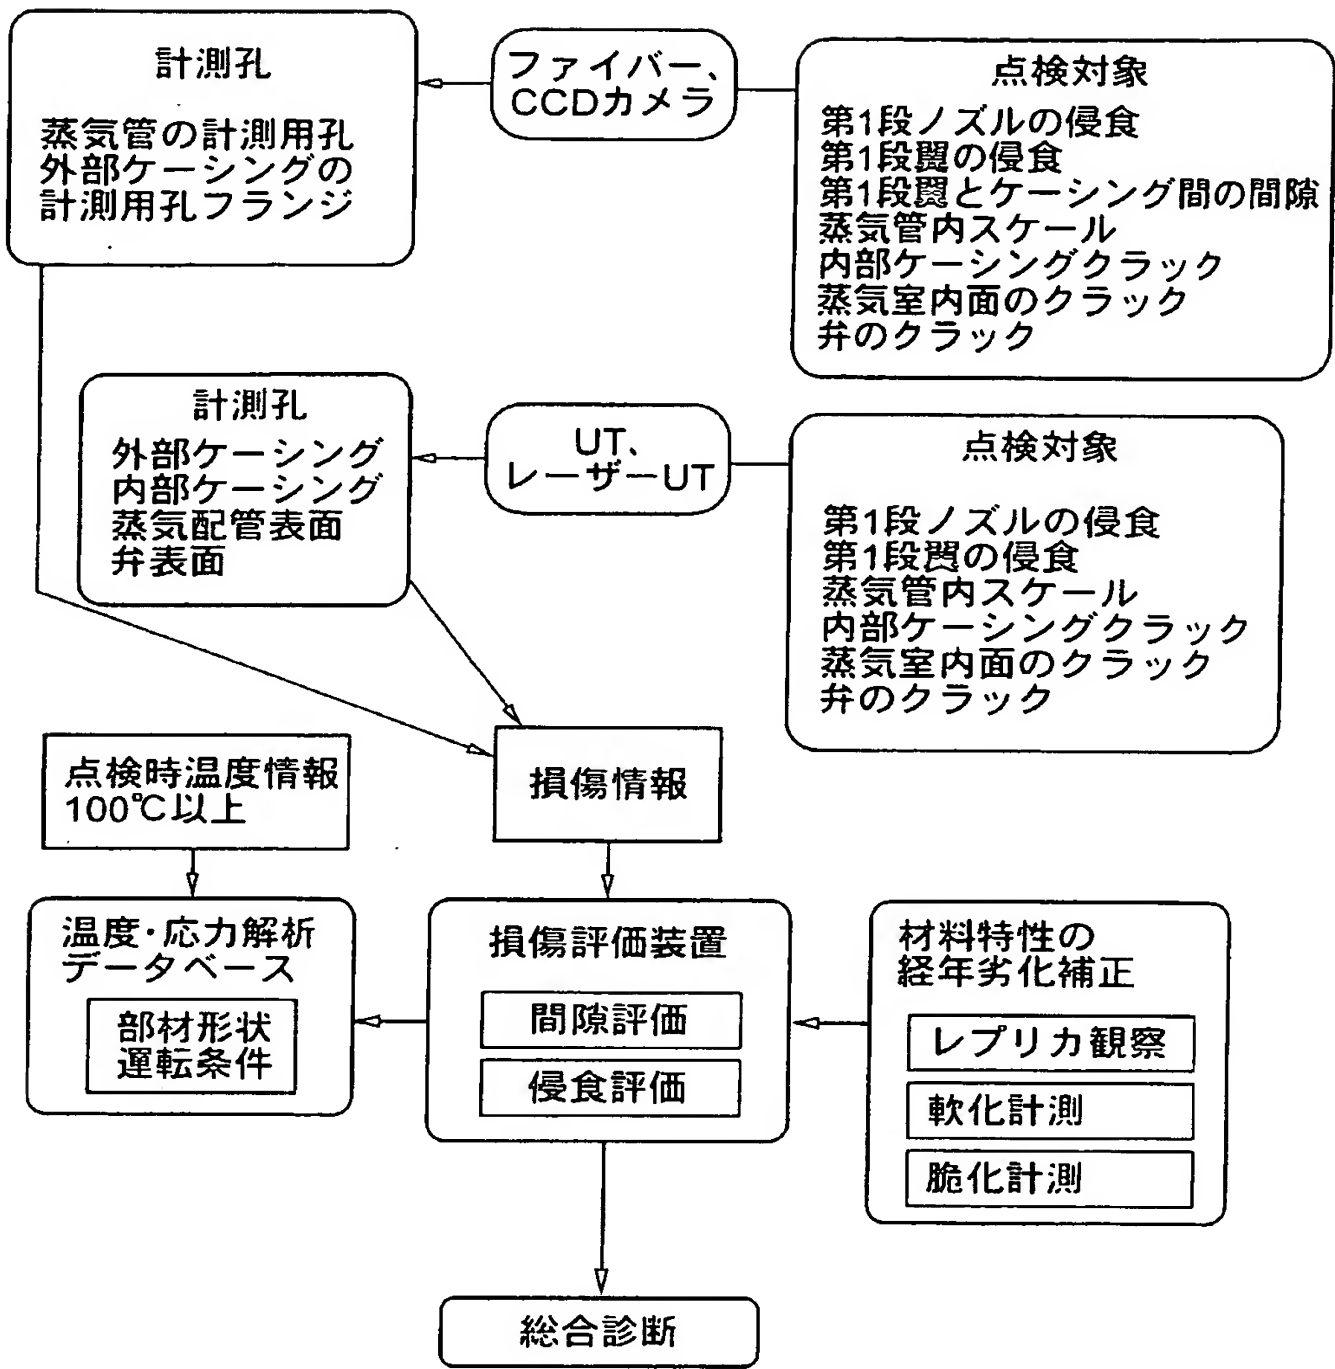 計測孔
蒸気管の計測用孔
外部ケーシングの
計測用孔フランジ
ファイバー、
CCDカメラ
点検対象
第1段ノズルの侵食
第1段翼の侵食
第1段翼とケーシング間の間隙
蒸気管内スケール
内部ケーシングクラック
蒸気室内面のクラック
弁のクラック
計測孔
外部ケーシング
内部ケーシング
蒸気配管表面
弁表面
UT、
レーザーUT
点検対象
第1段ノズルの侵食
第1段翼の侵食
蒸気管内スケール
内部ケーシングクラック
蒸気室内面のクラック
弁のクラック
点検時温度情報
100℃以上
損傷情報
温度・応力解析
データベース
部材形状
運転条件
損傷評価装置
間隙評価
侵食評価
材料特性の
経年劣化補正
レプリカ観察
軟化計測
脆化計測
総合診断